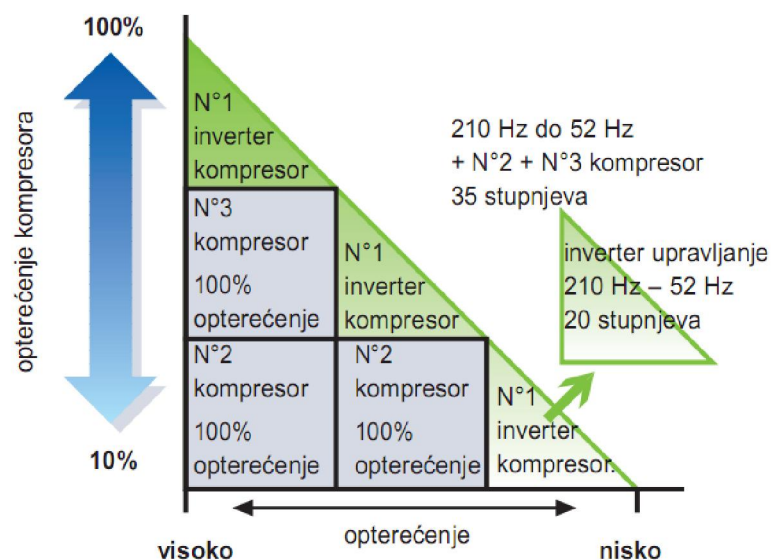 100%
opterećenje kompresora
10%
N°1
inverter
kompresor
N°3
kompresor
100%
opterećenje
N°1
inverter
kompresor
N°2
kompresor
100%
opterećenje
N°2
kompresor
100%
opterećenje
N°1
inverter
kompresor.
210 Hz do 52 Hz
+ N°2 + N°3 kompresor
35 stupnjeva
inverter upravljanje
210 Hz – 52 Hz
20 stupnjeva
opterećenje
visoko
nisko